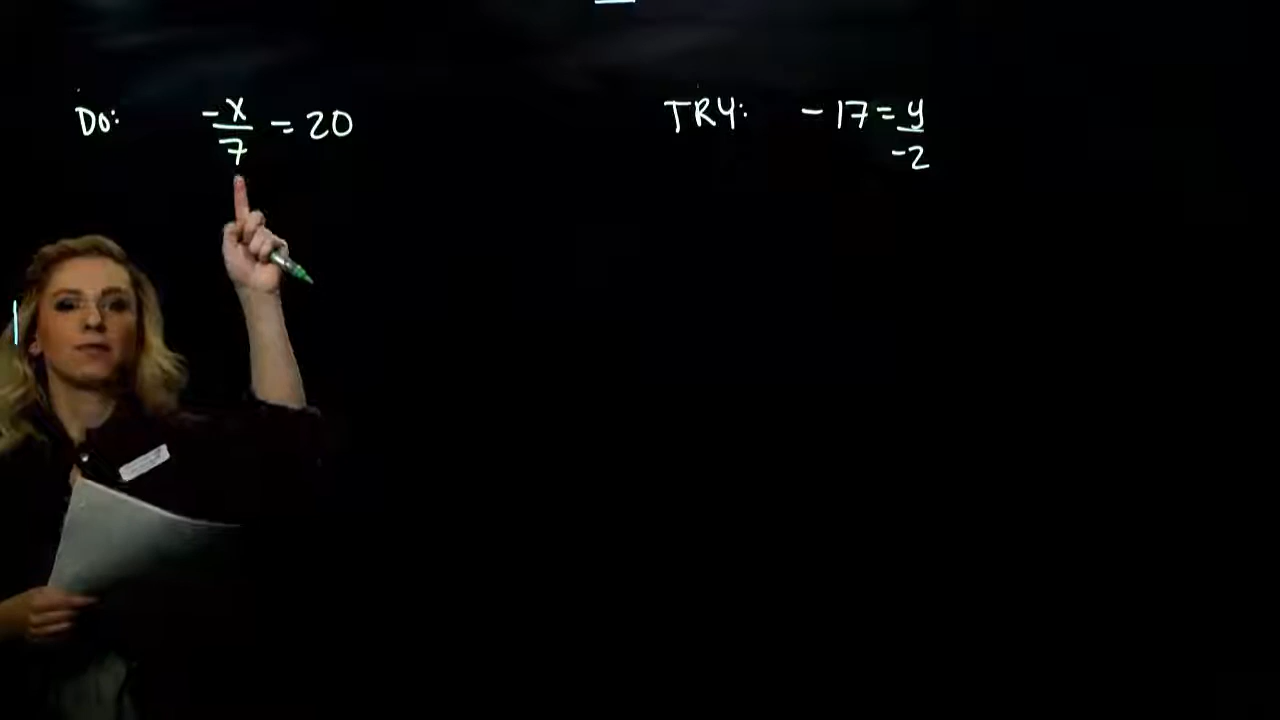 Do: -x/7 = 20
TRY: -17 = y/-2